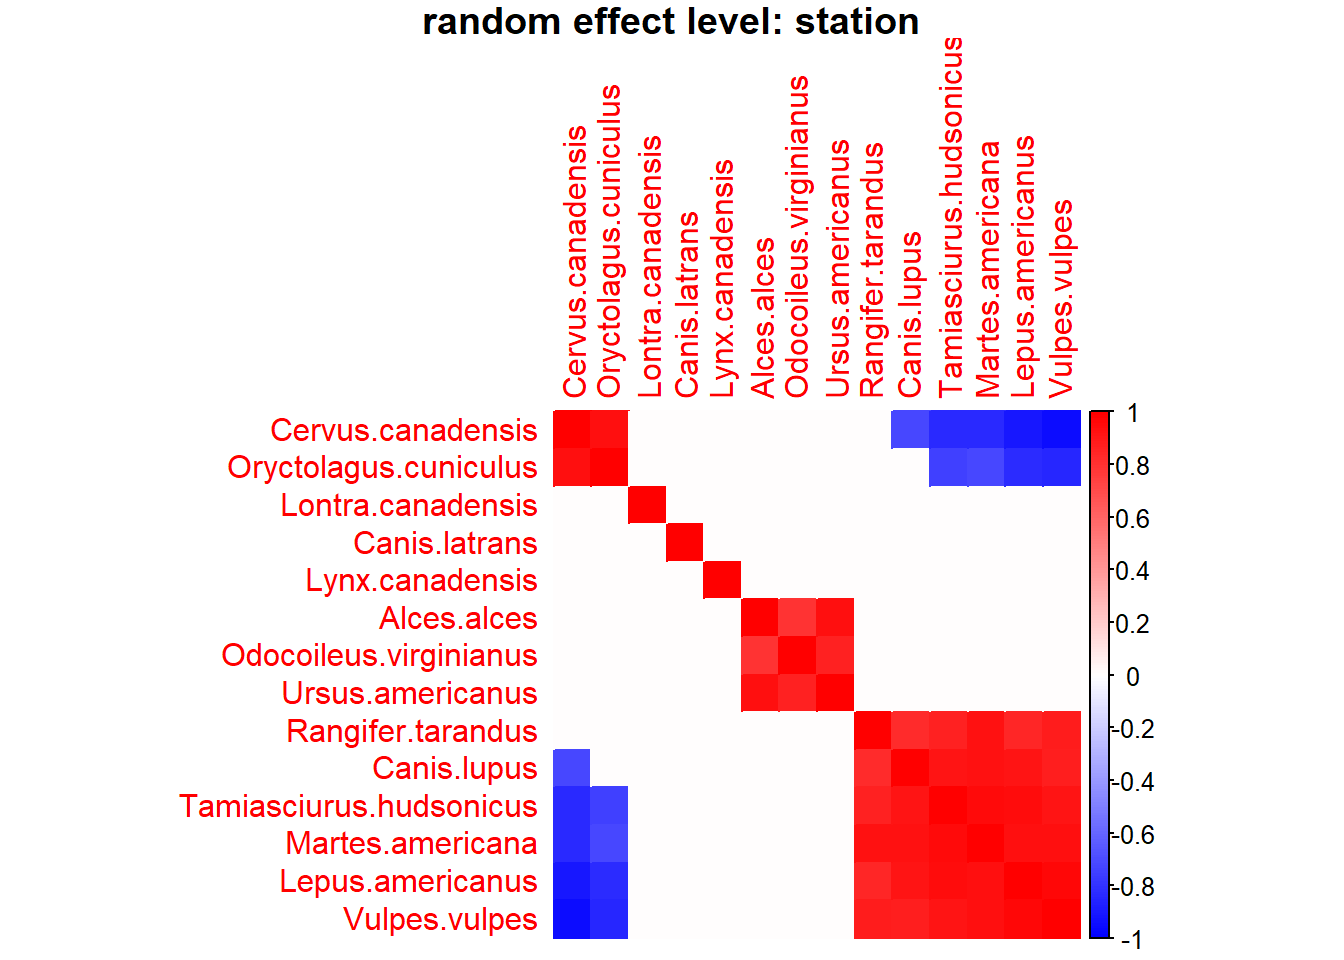 random effect level: station
Cervus.canadensis
Oryctolagus.cuniculus
Lontra.canadensis
Canis.latrans
Lynx.canadensis
Alces.alces
Odocoileus.virginianus
Ursus.americanus
Rangifer.tarandus
Canis.lupus
Tamiasciurus.hudsonicus
Martes.americana
Lepus.americanus
Vulpes.vulpes
Cervus.canadensis
Oryctolagus.cuniculus
Lontra.canadensis
Canis.latrans
Lynx.canadensis
Alces.alces
Odocoileus.virginianus
Ursus.americanus
Rangifer.tarandus
Canis.lupus
Tamiasciurus.hudsonicus
Martes.americana
Lepus.americanus
Vulpes.vulpes
1
0.8
0.6
0.4
0.2
0
-0.2
-0.4
-0.6
-0.8
-1